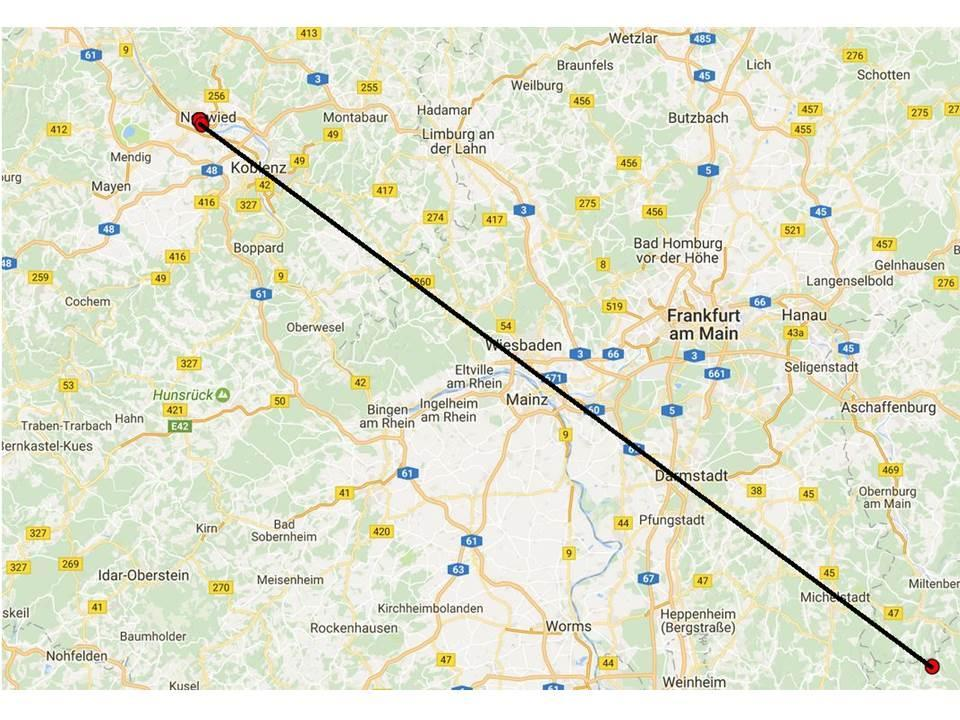 413
Wetzlar
485
61
9
Braunfels
Lich
276
3
45
Schotten
255
Weilburg
256
456
457
275
27
Neuwied
Montabaur
Hadamar
Butzbach
412
49
Limburg an
der Lahn
455
Mendig
49
456
Koblenz
48
5
urg
Mayen
42
417
416
327
275
274
417
3
456
45
48
521
Boppard
Bad Homburg
vor der Höhe
457
416
48
8
Gelnhausen
259
49
9
260
Langenselbold
276
61
Cochem
519
66
Frankfurt
am Main
Hanau
Oberwesel
54
43a
Wiesbaden
3
66
3
45
327
Eltville
am Rhein
671
661
Seligenstadt
53
42
Hunsrück
Mainz
50
Bingen
am Rhein
Ingelheim
am Rhein
60
5
Aschaffenburg
421
Hahn
Traben-Trarbach
E42
9
Bernkastel-Kues
61
Darmstadt
469
41
38
45
Obernburg
am Main
Kirn
Bad
Sobernheim
420
44
Pfungstadt
327
61
9
327
269
63
Idar-Oberstein
Meisenheim
67
47
45
Miltenber
270
Michelstadt
41
skeil
Kirchheimbolanden
Heppenheim
(Bergstraße)
47
Rockenhausen
Worms
Baumholder
Nohfelden
47
44
Kusel
61
Weinheim